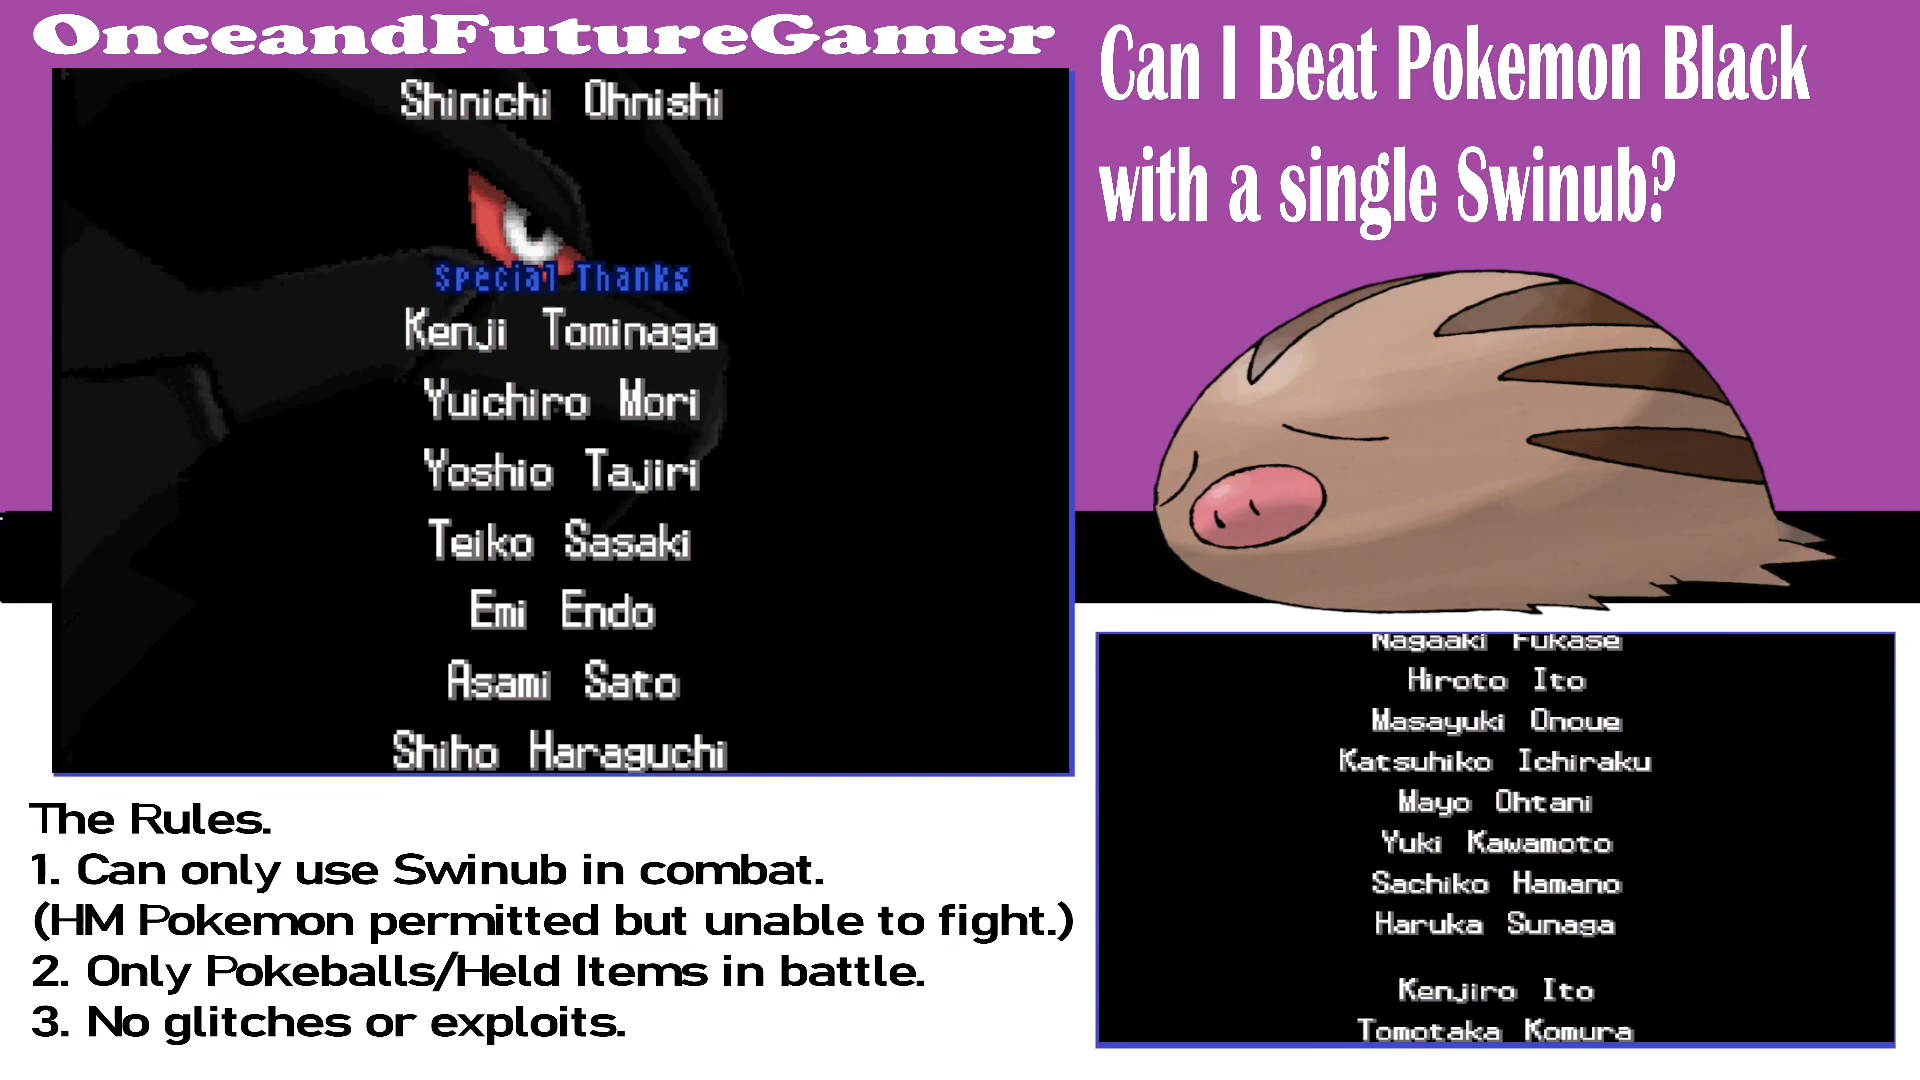 OnceandFutureGamer
Can I Beat Pokemon Black
with a single Swinub?
Shinichi Ohnishi
Special Thanks
Kenji Tominaga
Yuichiro Mori
Yoshio Tajiri
Teiko Sasaki
Emi Endo
Asami Sato
Shiho Haraguchi
The Rules.
1. Can only use Swinub in combat.
(HM Pokemon permitted but unable to fight.)
2. Only Pokeballs/Held Items in battle.
3. No glitches or exploits.
Nagaaki Fukase
Hiroto Ito
Masayuki Onoue
Katsuhiko Ichiraku
Mayo Ohtani
Yuki Kawamoto
Sachiko Hamano
Haruka Sunaga
Kenjiro Ito
Tomotaka Komura